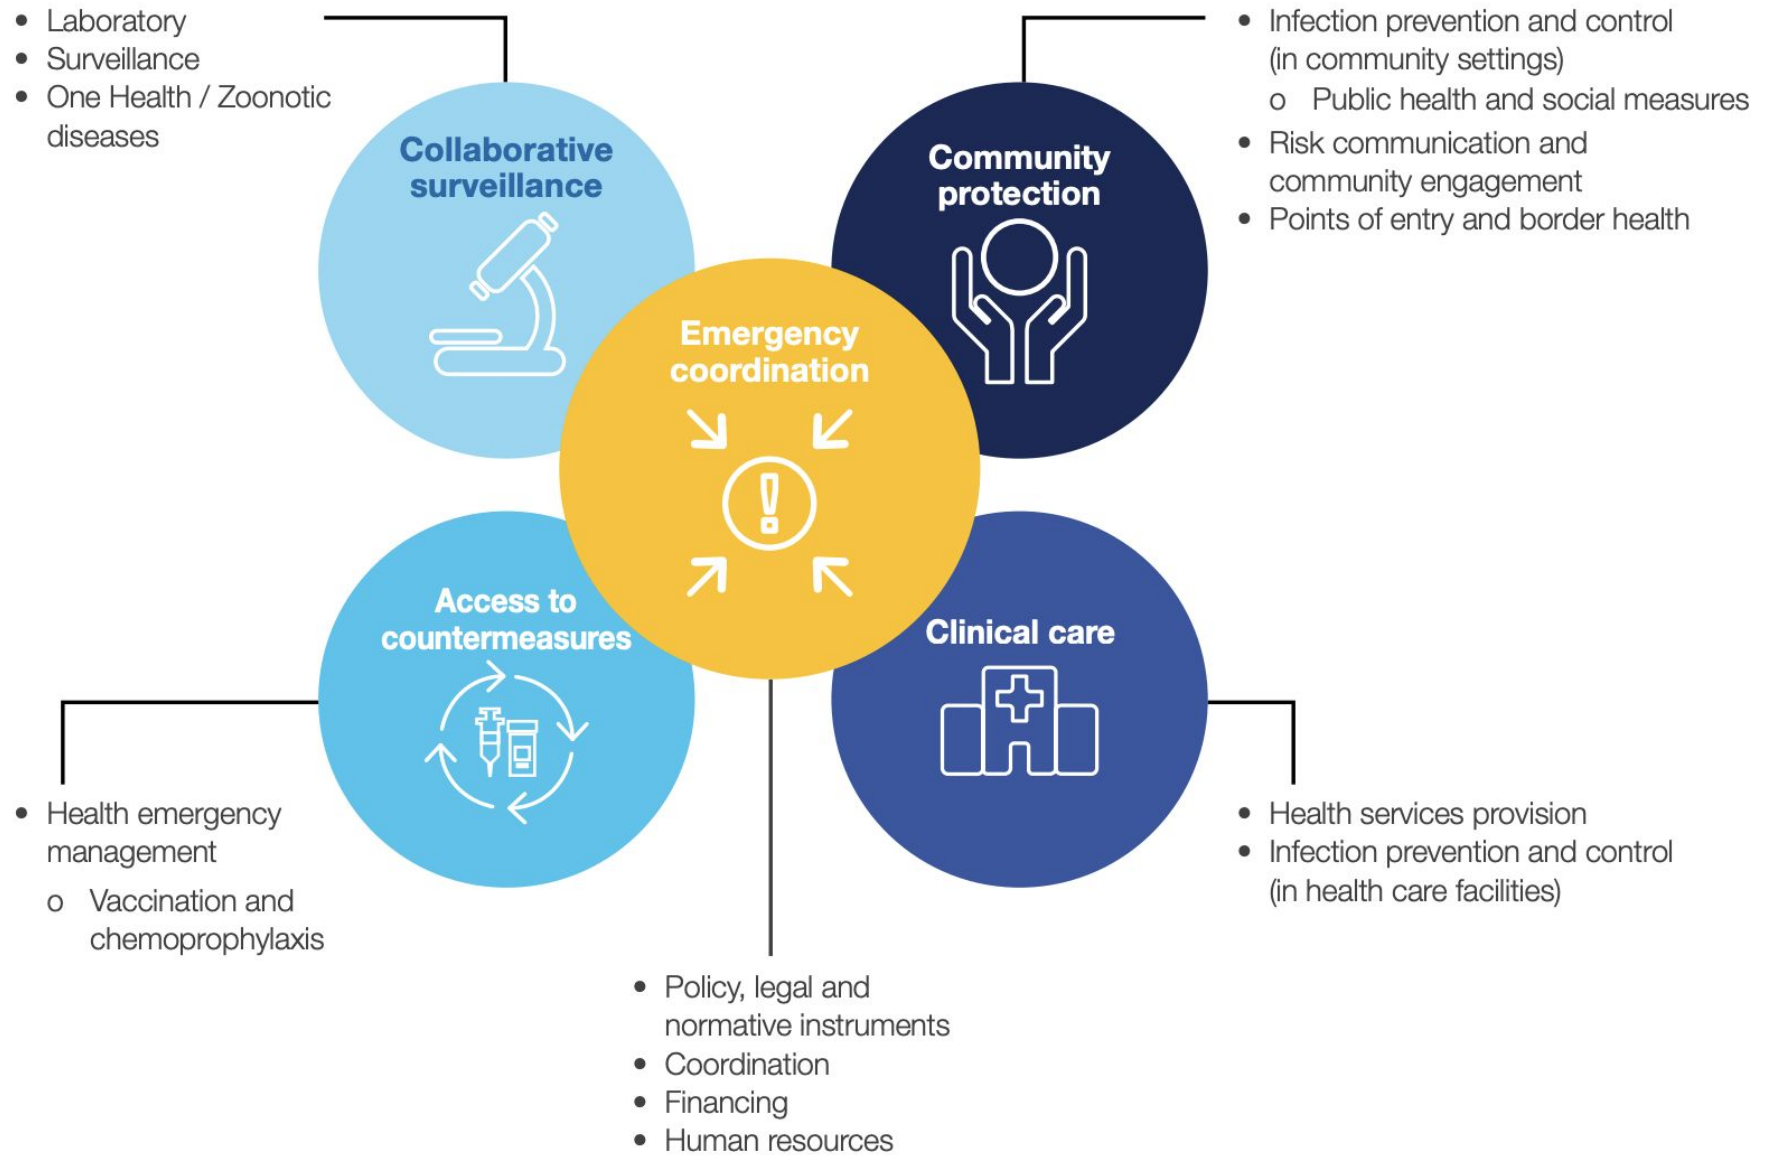 • Laboratory
• Surveillance
• One Health / Zoonotic
diseases
Collaborative
surveillance
• Infection prevention and control
(in community settings)
o Public health and social measures
• Risk communication and
community engagement
• Points of entry and border health
Community
protection
Emergency
coordination
Access to
countermeasures
Clinical care
• Health emergency
management
o Vaccination and
chemoprophylaxis
• Health services provision
• Infection prevention and control
(in health care facilities)
• Policy, legal and
normative instruments
• Coordination
• Financing
• Human resources